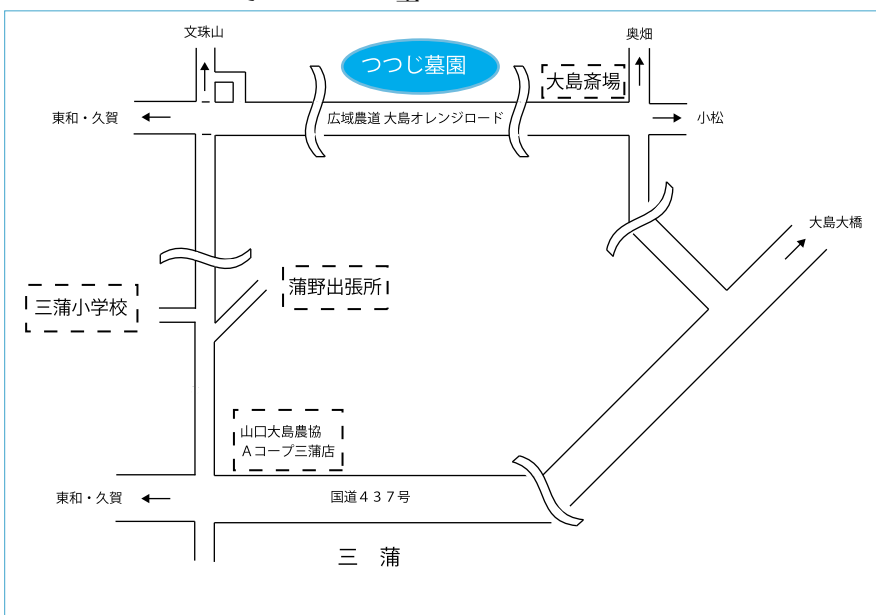 文珠山
奥畑
つつじ墓園
大島斎場
東和・久賀
広域農道 大島オレンジロード
小松
大島大橋
蒲野出張所
三蒲小学校
山口大島農協
Ａコープ三蒲店
東和・久賀
国道４３７号
三 蒲